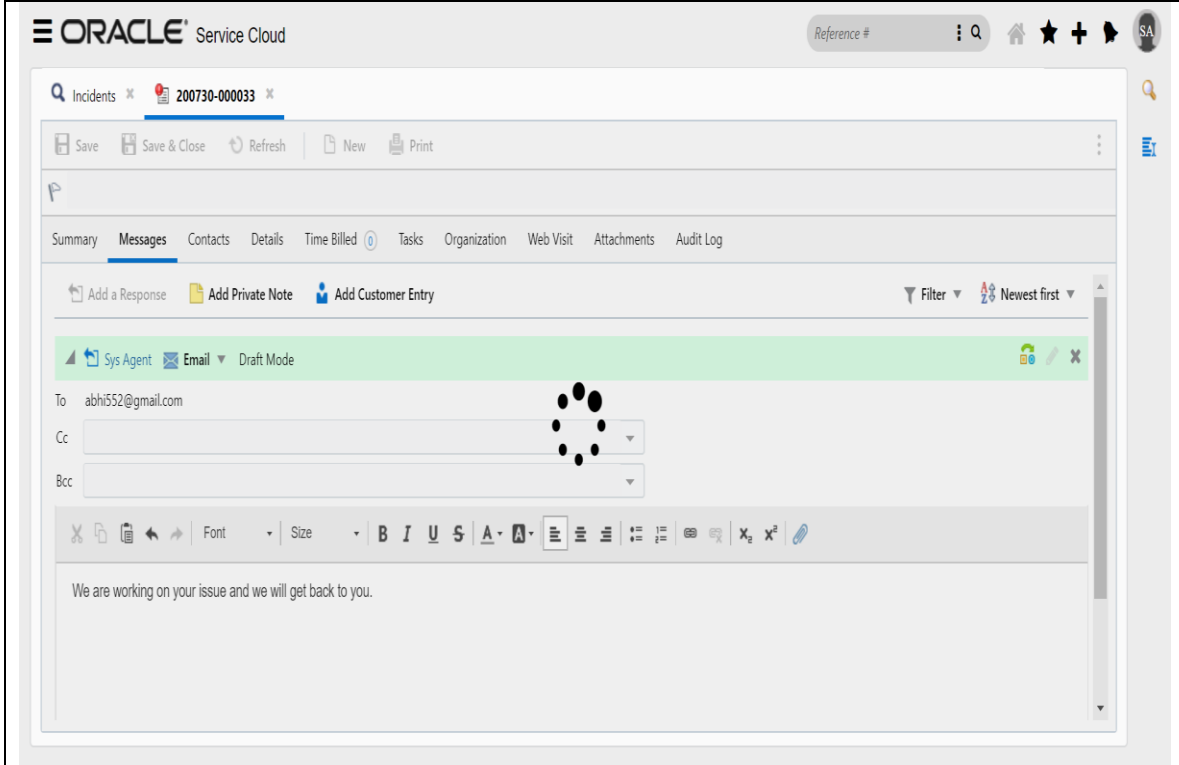 ORACLE Service Cloud
Reference #
SA
Incidents
200730-000033
Save Save & Close Refresh New Print
Summary Messages Contacts Details Time Billed 0 Tasks Organization Web Visit Attachments Audit Log
Add a Response Add Private Note Add Customer Entry Filter Newest first
Sys Agent Email Draft Mode
To abhi552@gmail.com
Cc
Bcc
Font Size B I U S A A x₂ x²
We are working on your issue and we will get back to you.